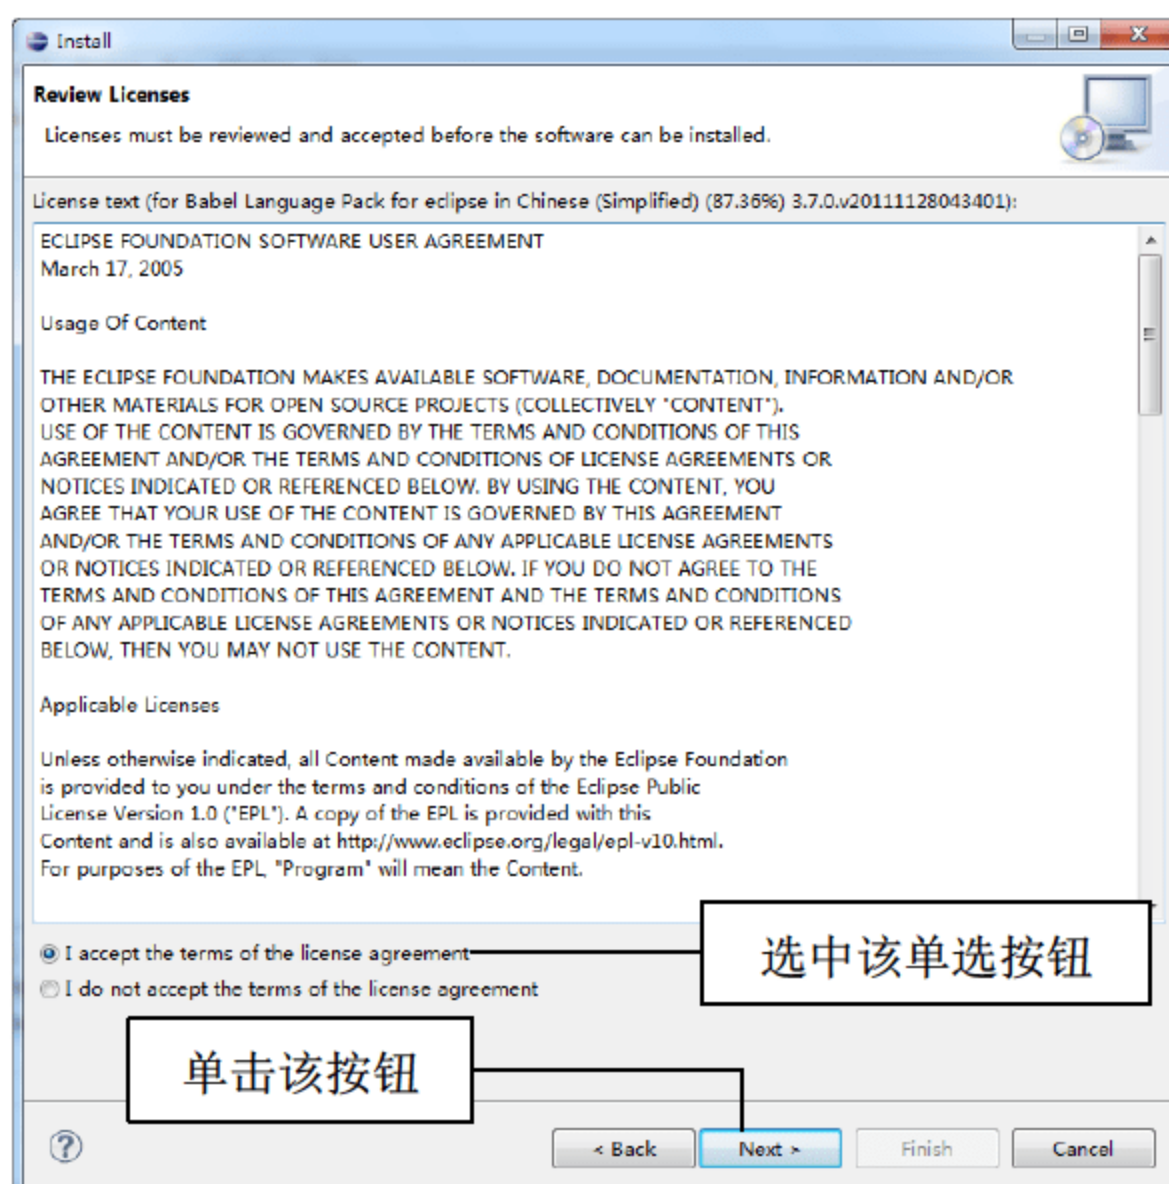 Install
Review Licenses
Licenses must be reviewed and accepted before the software can be installed.
License text (for Babel Language Pack for eclipse in Chinese (Simplified) (87.36%) 3.7.0.v20111128043401):
ECLIPSE FOUNDATION SOFTWARE USER AGREEMENT
March 17, 2005
Usage Of Content
THE ECLIPSE FOUNDATION MAKES AVAILABLE SOFTWARE, DOCUMENTATION, INFORMATION AND/OR
OTHER MATERIALS FOR OPEN SOURCE PROJECTS (COLLECTIVELY "CONTENT").
USE OF THE CONTENT IS GOVERNED BY THE TERMS AND CONDITIONS OF THIS
AGREEMENT AND/OR THE TERMS AND CONDITIONS OF LICENSE AGREEMENTS OR
NOTICES INDICATED OR REFERENCED BELOW. BY USING THE CONTENT, YOU
AGREE THAT YOUR USE OF THE CONTENT IS GOVERNED BY THIS AGREEMENT
AND/OR THE TERMS AND CONDITIONS OF ANY APPLICABLE LICENSE AGREEMENTS
OR NOTICES INDICATED OR REFERENCED BELOW. IF YOU DO NOT AGREE TO THE
TERMS AND CONDITIONS OF THIS AGREEMENT AND THE TERMS AND CONDITIONS
OF ANY APPLICABLE LICENSE AGREEMENTS OR NOTICES INDICATED OR REFERENCED
BELOW, THEN YOU MAY NOT USE THE CONTENT.
Applicable Licenses
Unless otherwise indicated, all Content made available by the Eclipse Foundation
is provided to you under the terms and conditions of the Eclipse Public
License Version 1.0 ("EPL"). A copy of the EPL is provided with this
Content and is also available at http://www.eclipse.org/legal/epl-v10.html.
For purposes of the EPL, "Program" will mean the Content.
I accept the terms of the license agreement
选中该单选按钮
I do not accept the terms of the license agreement
单击该按钮
< Back Next > Finish Cancel